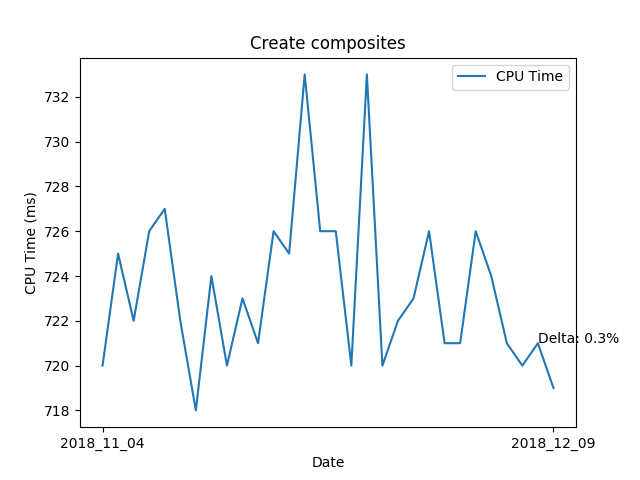 Create composites
CPU Time
732
730
728
726
724
722
720
718
CPU Time (ms)
Delta: 0.3%
2018_11_04
2018_12_09
Date